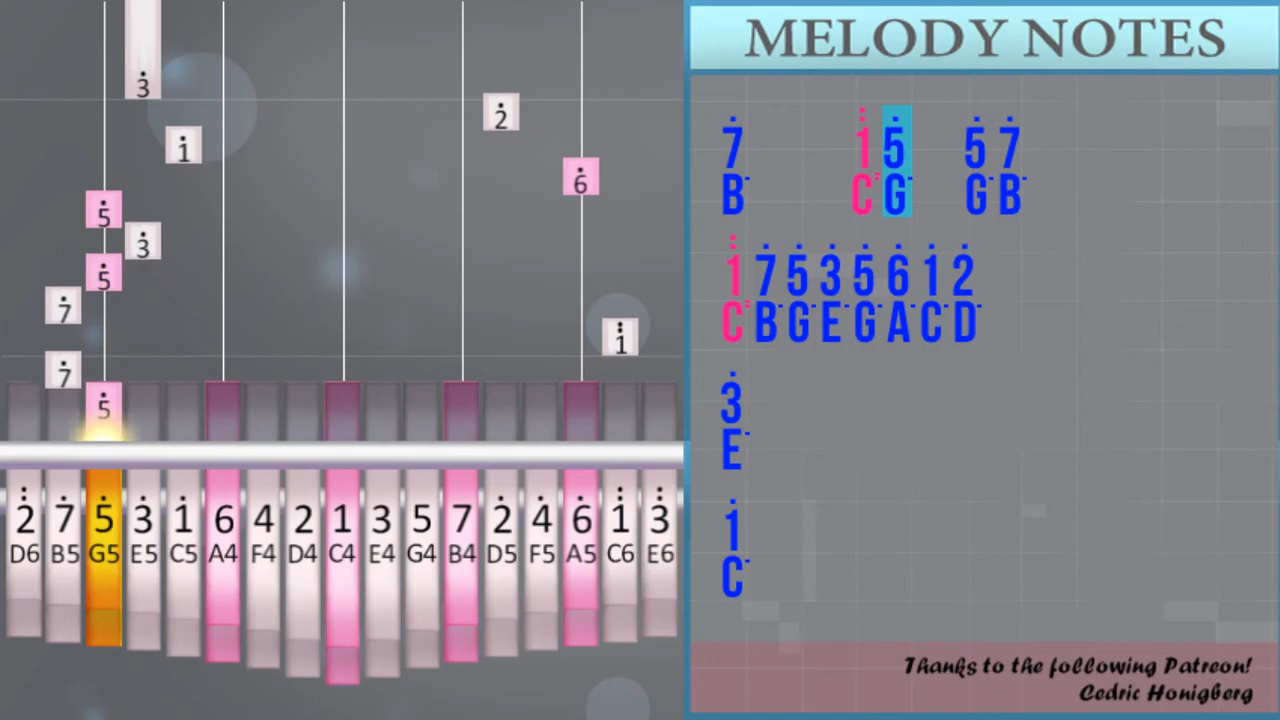 MELODY NOTES
3̇
2̇
1̇
6̇
5̇
3̇
5̇
7̇
1̈
7̇
5̇
7̇ 1̈ 5̇ 5̇ 7̇
B˙ C¨ G˙ G˙ B˙
1̈ 7̇ 5̇ 3̇ 5̇ 6̇ 1̇ 2̇
C¨ B˙ G˙ E˙ G˙ A˙ C˙ D˙
3̇
E˙
1̇
C˙
2̈ 7̇ 5̇ 3̇ 1̇ 6 4 2 1 3 5 7 2̇ 4̇ 6̇ 1̈ 3̈
D6 B5 G5 E5 C5 A4 F4 D4 C4 E4 G4 B4 D5 F5 A5 C6 E6
Thanks to the following Patreon!
Cedric Honigberg